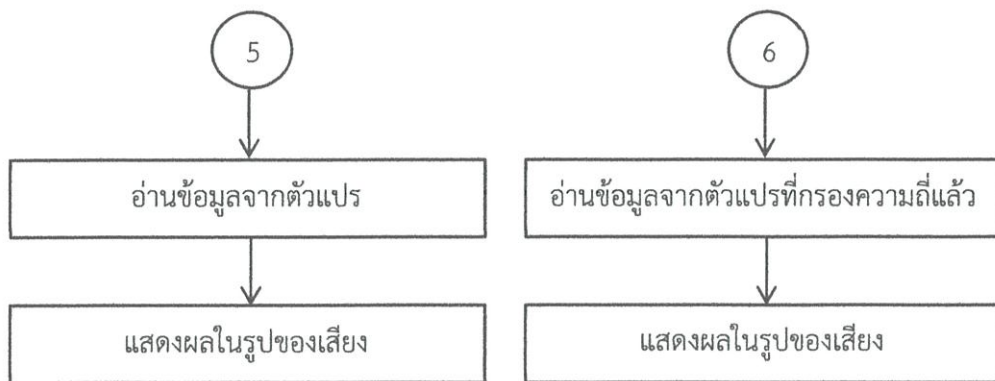 5
อ่านข้อมูลจากตัวแปร
แสดงผลในรูปของเสียง
6
อ่านข้อมูลจากตัวแปรที่กรองความถี่แล้ว
แสดงผลในรูปของเสียง